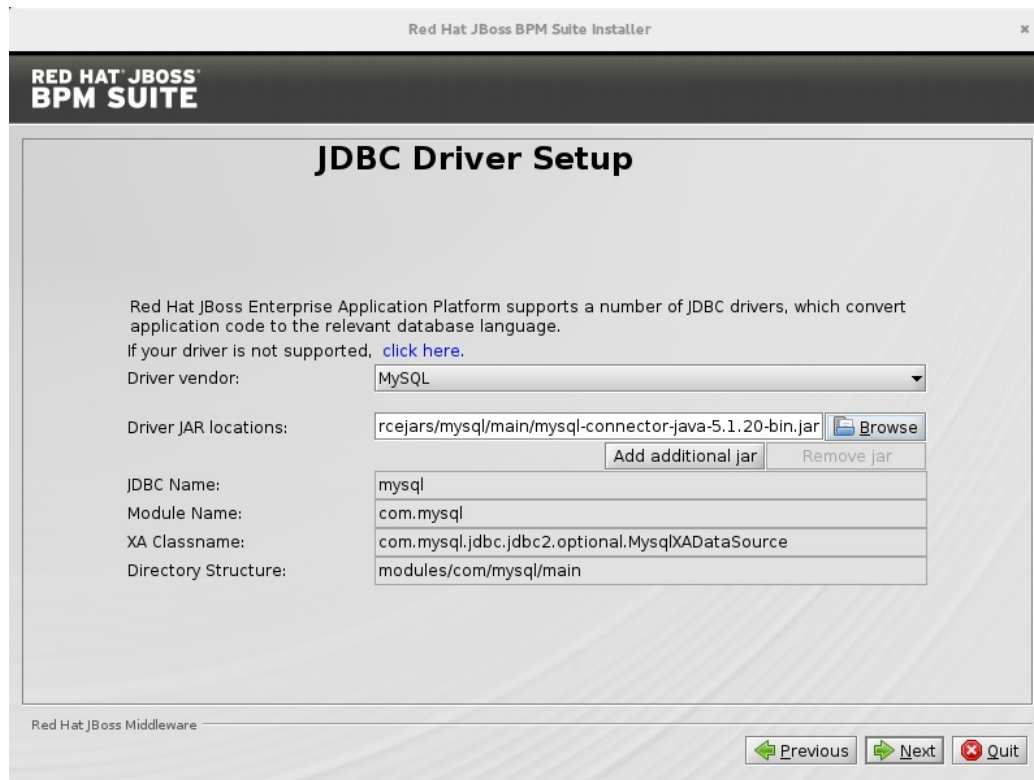 Red Hat JBoss BPM Suite Installer
RED HAT JBOSS
BPM SUITE
JDBC Driver Setup
Red Hat JBoss Enterprise Application Platform supports a number of JDBC drivers, which convert
application code to the relevant database language.
If your driver is not supported, click here.
Driver vendor: MySQL
Driver JAR locations: rcejars/mysql/main/mysql-connector-java-5.1.20-bin.jar Browse
Add additional jar Remove jar
JDBC Name: mysql
Module Name: com.mysql
XA Classname: com.mysql.jdbc.jdbc2.optional.MysqlXADataSource
Directory Structure: modules/com/mysql/main
Red Hat JBoss Middleware
Previous Next Quit